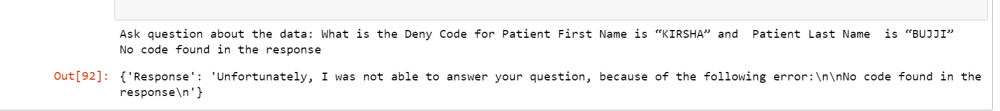 Ask question about the data: What is the Deny Code for Patient First Name is “KIRSHA” and  Patient Last Name  is “BUJJI”
No code found in the response
Out[92]: {'Response': 'Unfortunately, I was not able to answer your question, because of the following error:\n\nNo code found in the
response\n'}